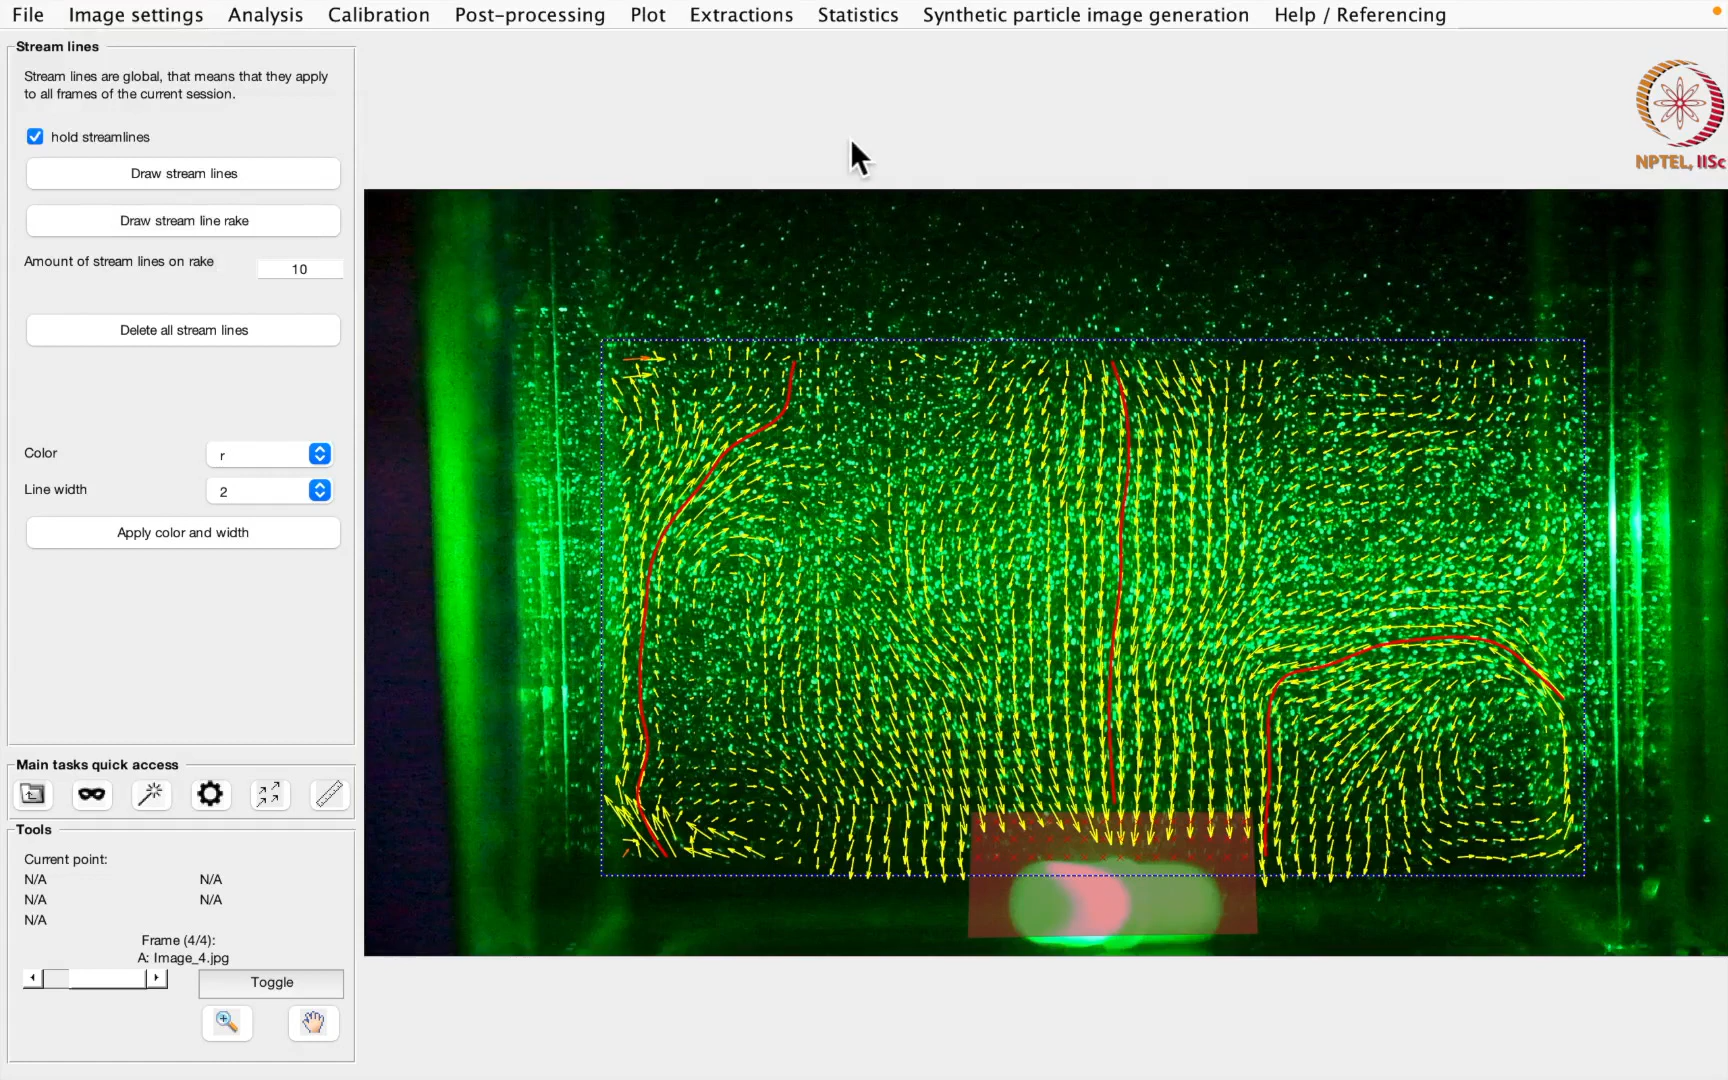 File Image settings Analysis Calibration Post-processing Plot Extractions Statistics Synthetic particle image generation Help / Referencing
Stream lines
Stream lines are global, that means that they apply
to all frames of the current session.
hold streamlines
Draw stream lines
Draw stream line rake
Amount of stream lines on rake 10
Delete all stream lines
Color r
Line width 2
Apply color and width
Main tasks quick access
Tools
Current point:
N/A N/A
N/A N/A
N/A
Frame (4/4):
A: Image_4.jpg
Toggle
NPTEL, IISc